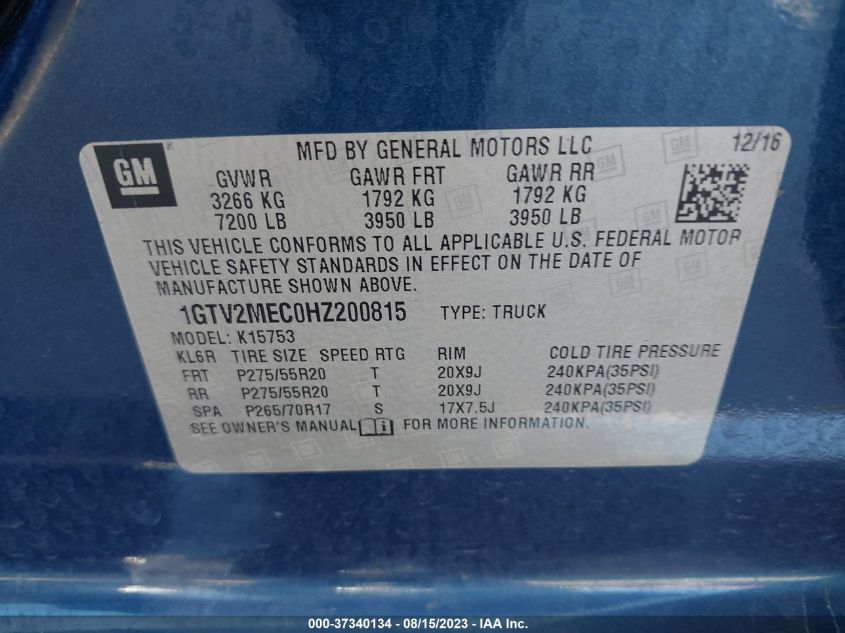 GM
MFD BY GENERAL MOTORS LLC
12/16
GVWR GAWR FRT GAWR RR
3266 KG 1792 KG 1792 KG
7200 LB 3950 LB 3950 LB
THIS VEHICLE CONFORMS TO ALL APPLICABLE U.S. FEDERAL MOTOR
VEHICLE SAFETY STANDARDS IN EFFECT ON THE DATE OF
MANUFACTURE SHOWN ABOVE.
1GTV2MEC0HZ200815 TYPE: TRUCK
MODEL: K15753
KL6R TIRE SIZE SPEED RTG RIM COLD TIRE PRESSURE
FRT P275/55R20 T 20X9J 240KPA(35PSI)
RR P275/55R20 T 20X9J 240KPA(35PSI)
SPA P265/70R17 S 17X7.5J 240KPA(35PSI)
SEE OWNER'S MANUAL FOR MORE INFORMATION.
000-37340134 - 08/15/2023 - IAA Inc.